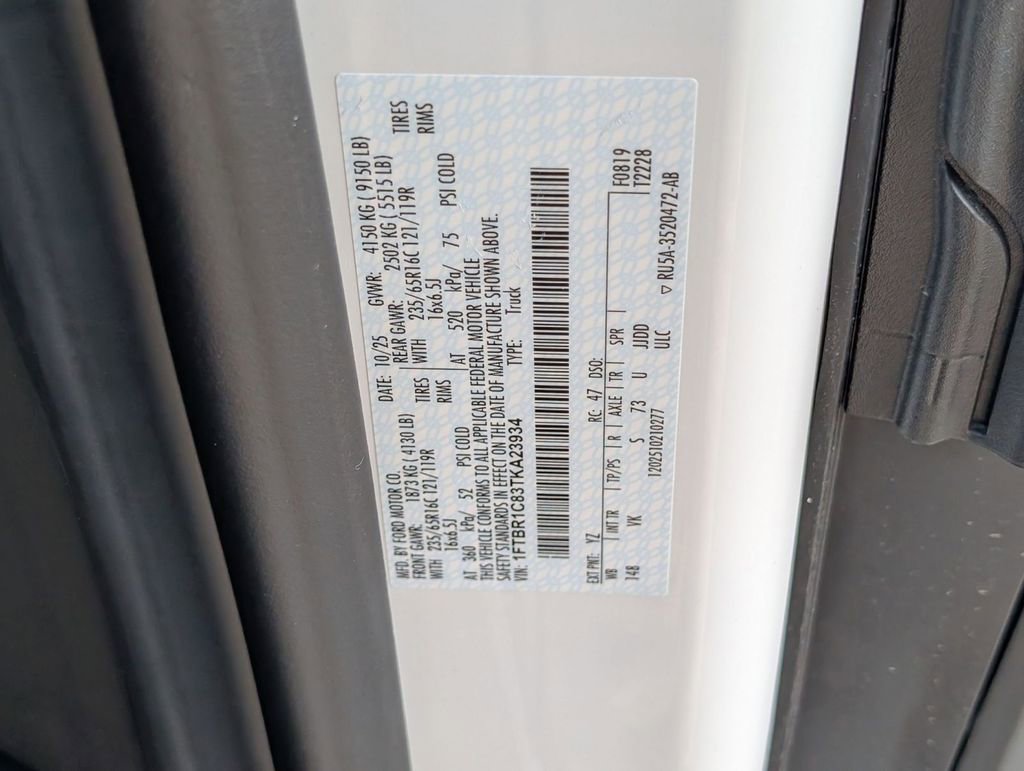 MFD. BY FORD MOTOR CO. DATE: 10/25 GVWR: 4150 KG ( 9150 LB)
FRONT GAWR: 1873 KG ( 4130 LB) REAR GAWR: 2502 KG ( 5515 LB)
WITH 235/65R16C 121/119R TIRES WITH 235/65R16C 121/119R TIRES
16x6.5J RIMS 16x6.5J RIMS
AT 360 kPa/ 52 PSI COLD AT 520 kPa/ 75 PSI COLD
THIS VEHICLE CONFORMS TO ALL APPLICABLE FEDERAL MOTOR VEHICLE
SAFETY STANDARDS IN EFFECT ON THE DATE OF MANUFACTURE SHOWN ABOVE.
VIN: 1FTBR1C83TKA23934 TYPE: Truck
EXT PNT: YZ RC: 47 DSO: F0819
WB INT TR TP/PS R AXLE TR SPR T2228
148 VK S 73 U JJDD
1202510210277 ULC ▽ RU5A-3520472-AB